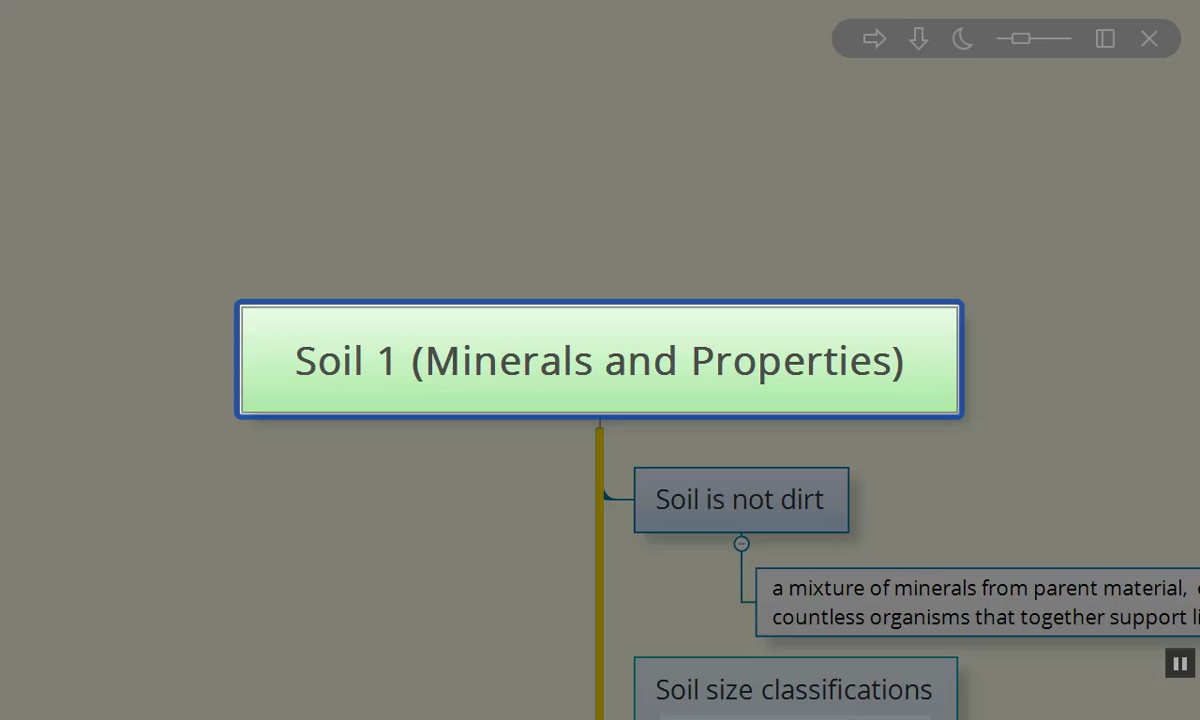 Soil 1 (Minerals and Properties)
Soil is not dirt
a mixture of minerals from parent material,
countless organisms that together support
Soil size classifications